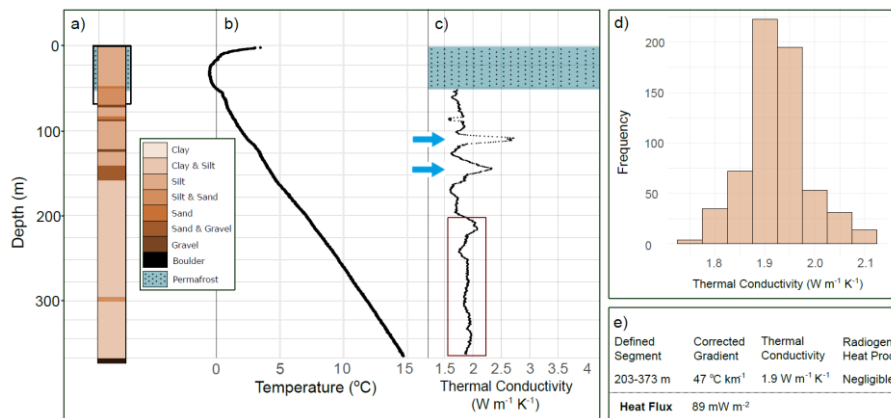 a)
b)
c)
0
100
200
300
Depth (m)
Clay
Clay & Silt
Silt
Silt & Sand
Sand
Sand & Gravel
Gravel
Boulder
Permafrost
0 5 10 15
Temperature (°C)
1.5 2 2.5 3 3.5 4
Thermal Conductivity
(W m⁻¹ K⁻¹)
d)
200
150
100
50
0
Frequency
1.8 1.9 2.0 2.1
Thermal Conductivity (W m⁻¹ K⁻¹)
e)
Defined Corrected Thermal Radiogen
Segment Gradient Conductivity Heat Prod
203-373 m 47 °C km⁻¹ 1.9 W m⁻¹ K⁻¹ Negligible
Heat Flux 89 mW m⁻²